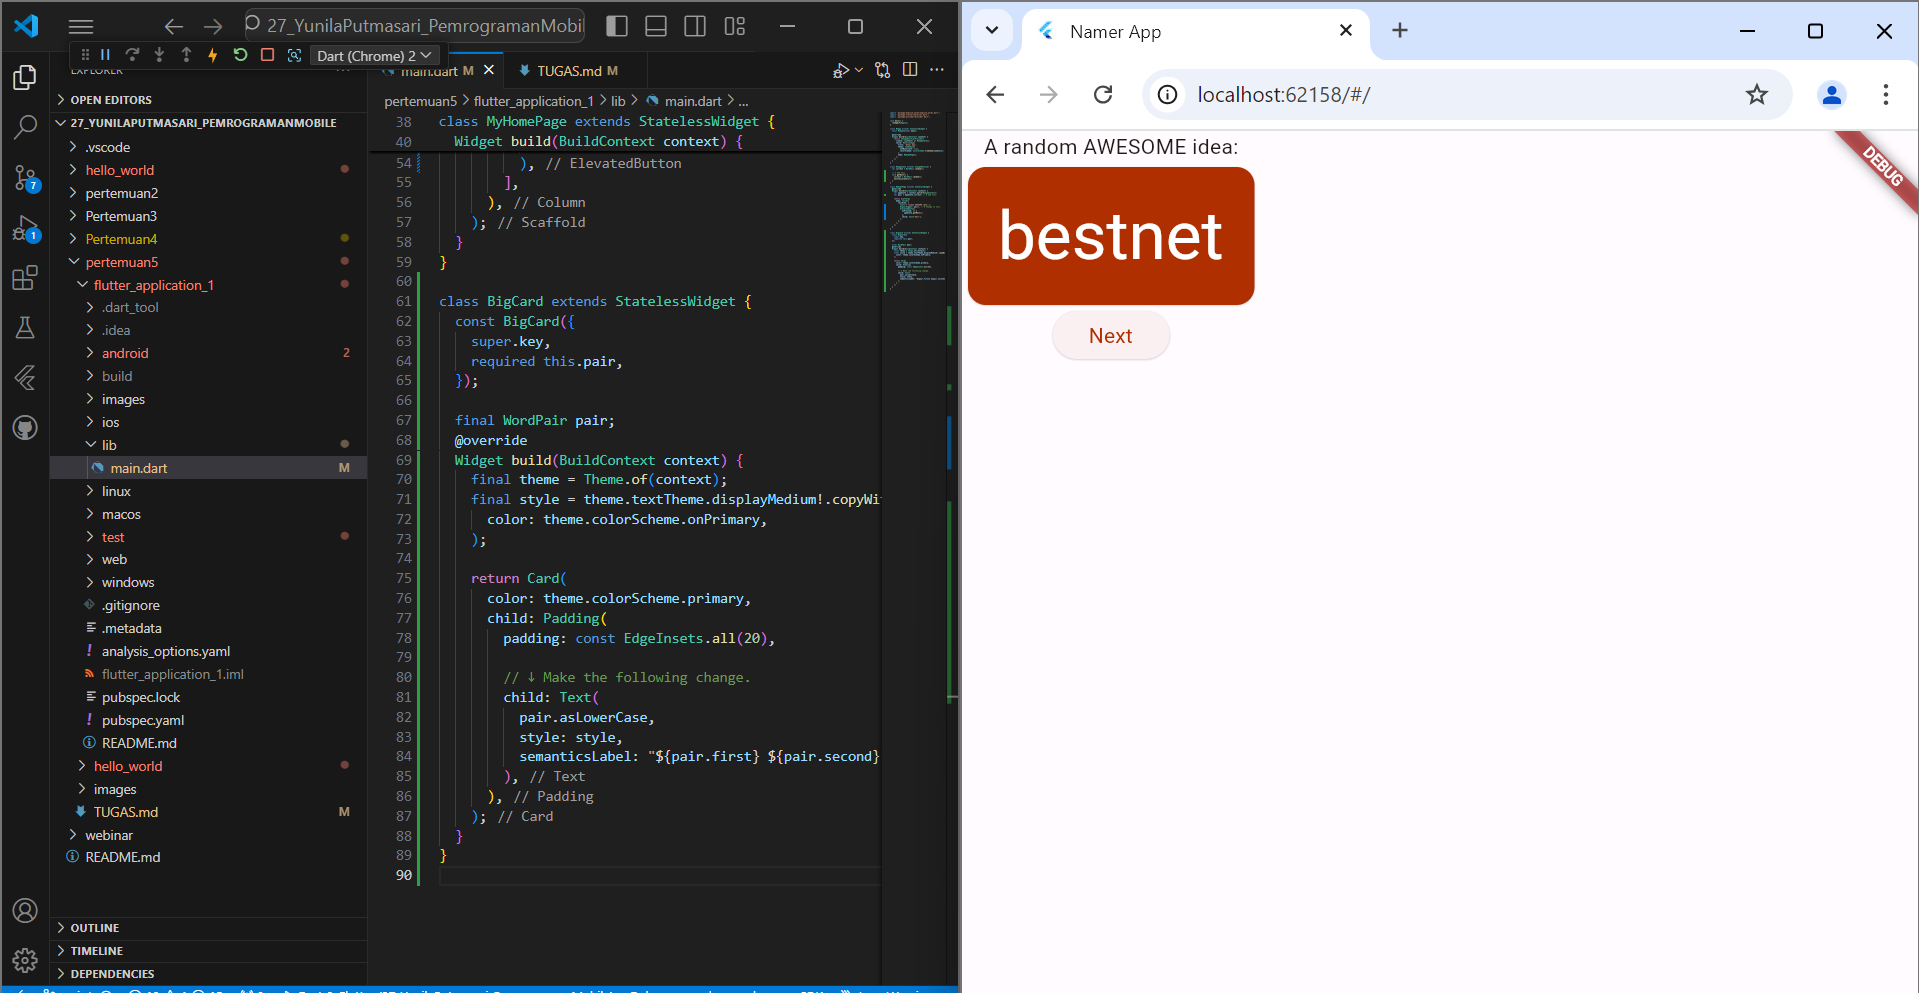 27_YunilaPutmasari_PemrogramanMobil
Dart (Chrome) 2
EXPLORER
OPEN EDITORS
27_YUNILAPUTMASARI_PEMROGRAMANMOBILE
.vscode
hello_world
pertemuan2
Pertemuan3
Pertemuan4
pertemuan5
flutter_application_1
.dart_tool
.idea
android 2
build
images
ios
lib
main.dart M
linux
macos
test
web
windows
.gitignore
.metadata
! analysis_options.yaml
flutter_application_1.iml
pubspec.lock
! pubspec.yaml
README.md
hello_world
images
TUGAS.md M
webinar
README.md
OUTLINE
TIMELINE
DEPENDENCIES
7
1
main.dart M
TUGAS.md M
pertemuan5 > flutter_application_1 > lib > main.dart > ...
38 class MyHomePage extends StatelessWidget {
40 Widget build(BuildContext context) {
54 ), // ElevatedButton
55 ],
56 ), // Column
57 ); // Scaffold
58 }
59 }
60
61 class BigCard extends StatelessWidget {
62 const BigCard({
63 super.key,
64 required this.pair,
65 });
66
67 final WordPair pair;
68 @override
69 Widget build(BuildContext context) {
70 final theme = Theme.of(context);
71 final style = theme.textTheme.displayMedium!.copyWi
72 color: theme.colorScheme.onPrimary,
73 );
74
75 return Card(
76 color: theme.colorScheme.primary,
77 child: Padding(
78 padding: const EdgeInsets.all(20),
79
80 // ↓ Make the following change.
81 child: Text(
82 pair.asLowerCase,
83 style: style,
84 semanticsLabel: "${pair.first} ${pair.second}
85 ), // Text
86 ), // Padding
87 ); // Card
88 }
89 }
90
Namer App
localhost:62158/#/
A random AWESOME idea:
DEBUG
bestnet
Next